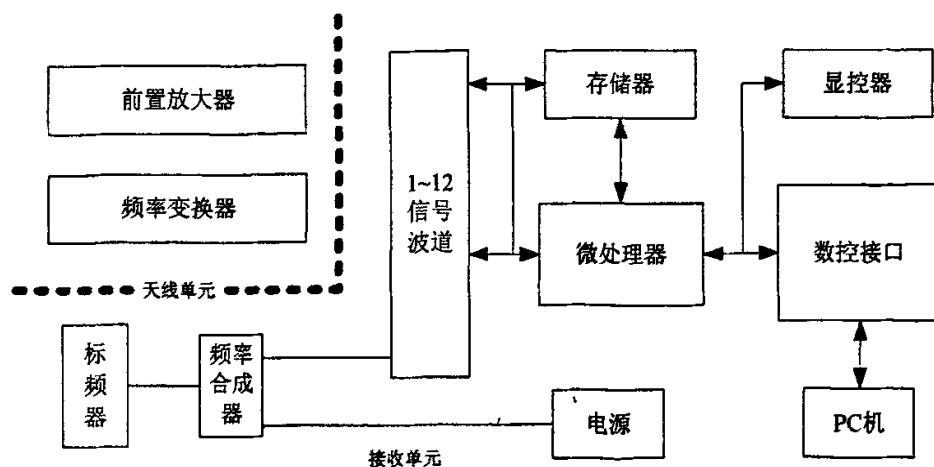 前置放大器
频率变换器
天线单元
1~12
信号
波道
存储器
显控器
微处理器
数控接口
标
频
器
频率
合成
器
电源
PC机
接收单元